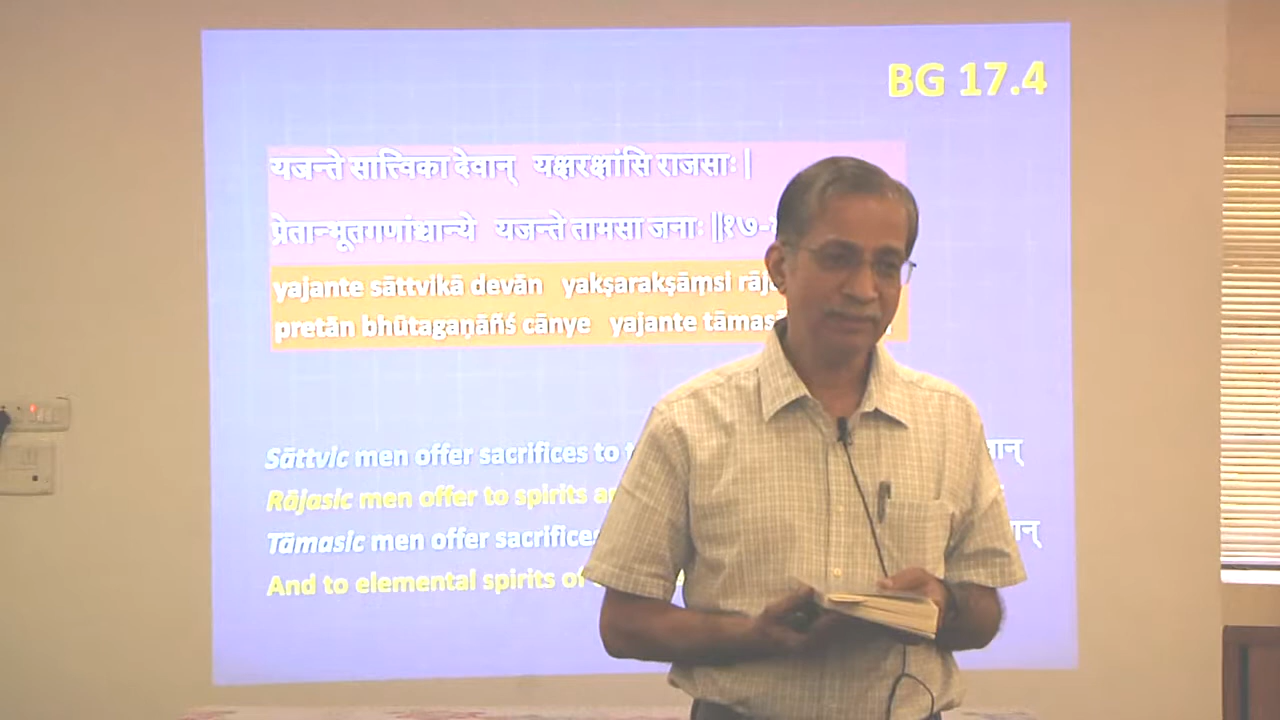 BG 17.4
यजन्ते सात्त्विका देवान् यक्षरक्षांसि राजसाः |
प्रेतान्भूतगणांश्चान्ये यजन्ते तामसा जनाः ||१७-
yajante sāttvikā devān yakṣarakṣāṃsi
pretān bhūtagaṇāñś cānye yajante
Sāttvic men offer sacrifices to
Rājasic men offer to spirits
Tāmasic men offer sacrifices
And to elemental spirits of